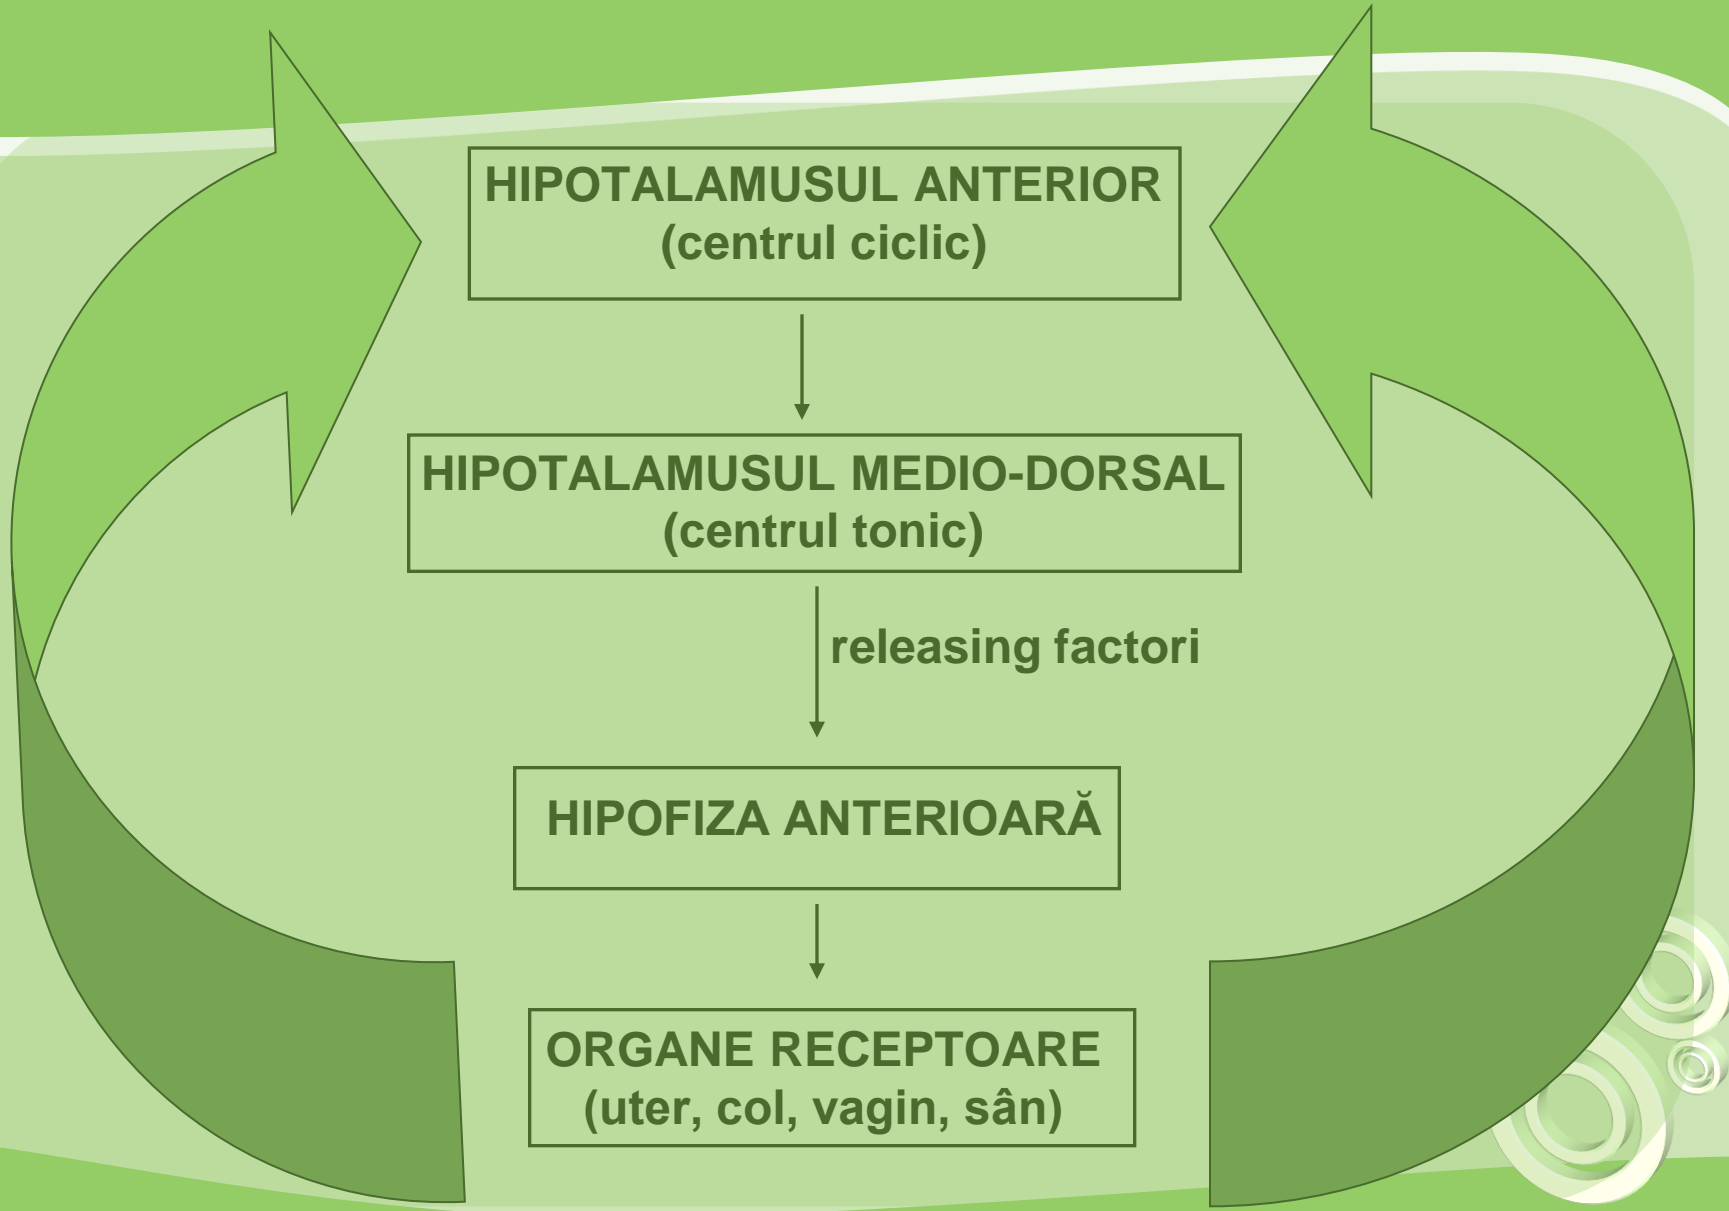 HIPOTALAMUSUL ANTERIOR
(centrul ciclic)
HIPOTALAMUSUL MEDIO-DORSAL
(centrul tonic)
releasing factori
HIPOFIZA ANTERIOARĂ
ORGANE RECEPTOARE
(uter, col, vagin, sân)